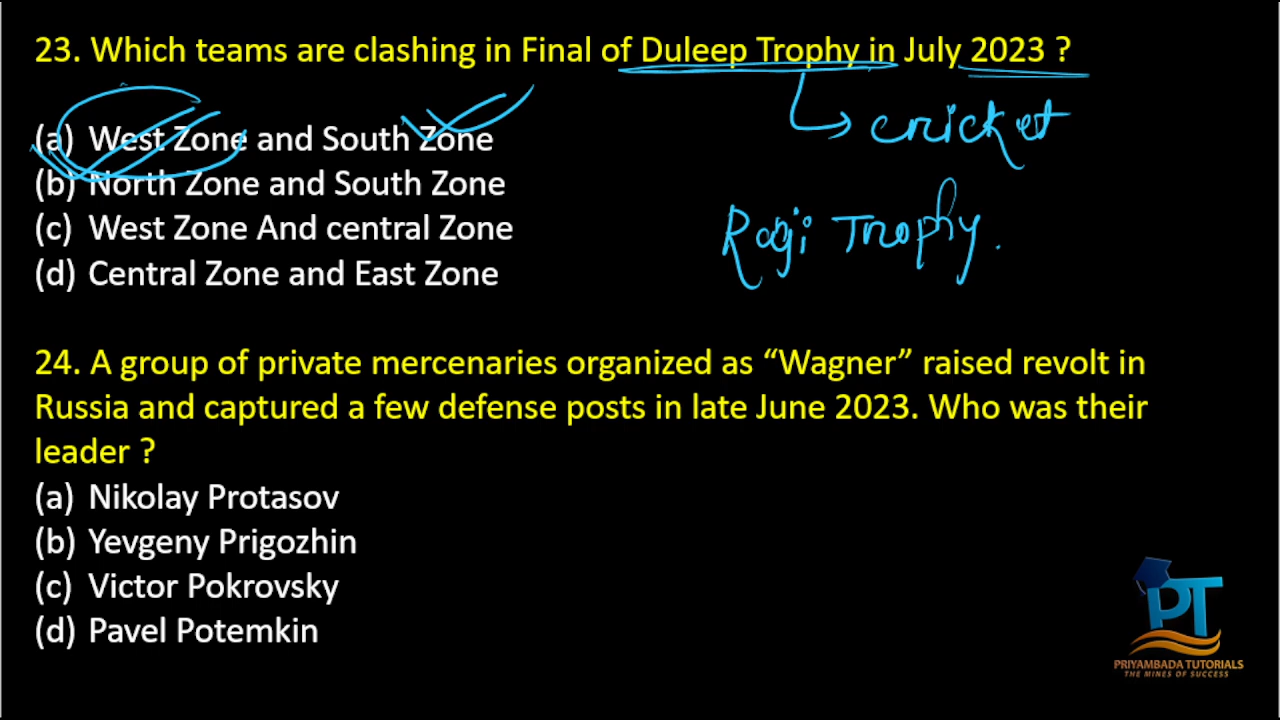 23. Which teams are clashing in Final of Duleep Trophy in July 2023 ?
(a) West Zone and South Zone
(b) North Zone and South Zone
(c) West Zone And central Zone
(d) Central Zone and East Zone
cricket
Ragi Trophy.
24. A group of private mercenaries organized as “Wagner” raised revolt in
Russia and captured a few defense posts in late June 2023. Who was their
leader ?
(a) Nikolay Protasov
(b) Yevgeny Prigozhin
(c) Victor Pokrovsky
(d) Pavel Potemkin
PT
PRIYAMBADA TUTORIALS
THE MINES OF SUCCESS